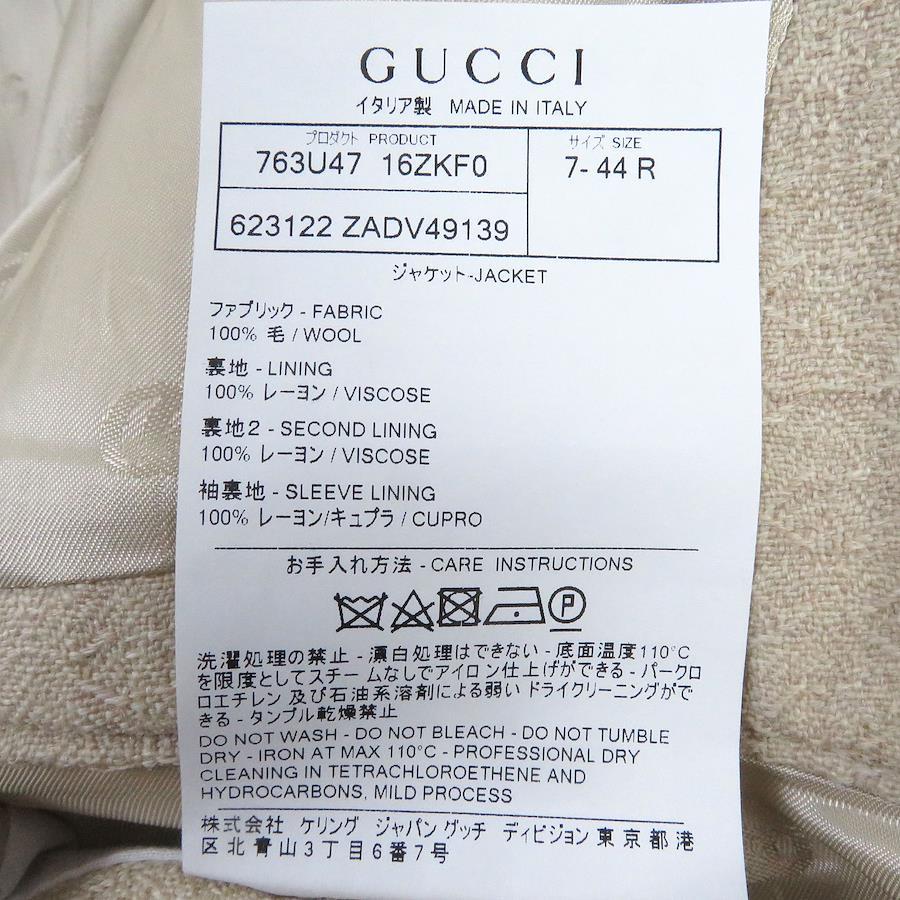 GUCCI
イタリア製 MADE IN ITALY
プロダクト PRODUCT
763U47 16ZKF0
サイズ SIZE
7- 44 R
623122 ZADV49139
ジャケット-JACKET
ファブリック - FABRIC
100% 毛 / WOOL
裏地 - LINING
100% レーヨン / VISCOSE
裏地2 - SECOND LINING
100% レーヨン / VISCOSE
袖裏地 - SLEEVE LINING
100% レーヨン/キュプラ / CUPRO
お手入れ方法 - CARE INSTRUCTIONS
P
洗濯処理の禁止 - 漂白処理はできない - 底面温度110°C
を限度としてスチームなしでアイロン仕上げができる - パークロ
ロエチレン 及び石油系溶剤による弱い ドライクリーニングがで
きる - タンブル乾燥禁止
DO NOT WASH - DO NOT BLEACH - DO NOT TUMBLE
DRY - IRON AT MAX 110°C - PROFESSIONAL DRY
CLEANING IN TETRACHLOROETHENE AND
HYDROCARBONS, MILD PROCESS
株式会社 ケリング ジャパン グッチ ディビジョン 東京都港
区北青山3丁目6番7号